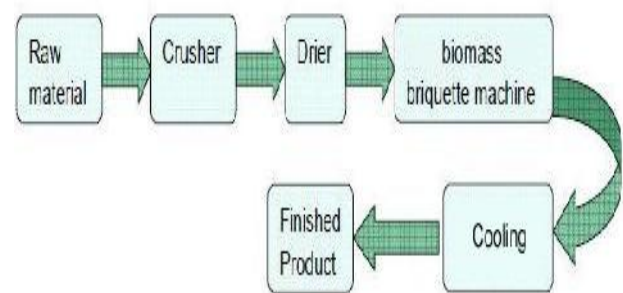 Raw
material
Crusher
Drier
biomass
briquette machine
Cooling
Finished
Product